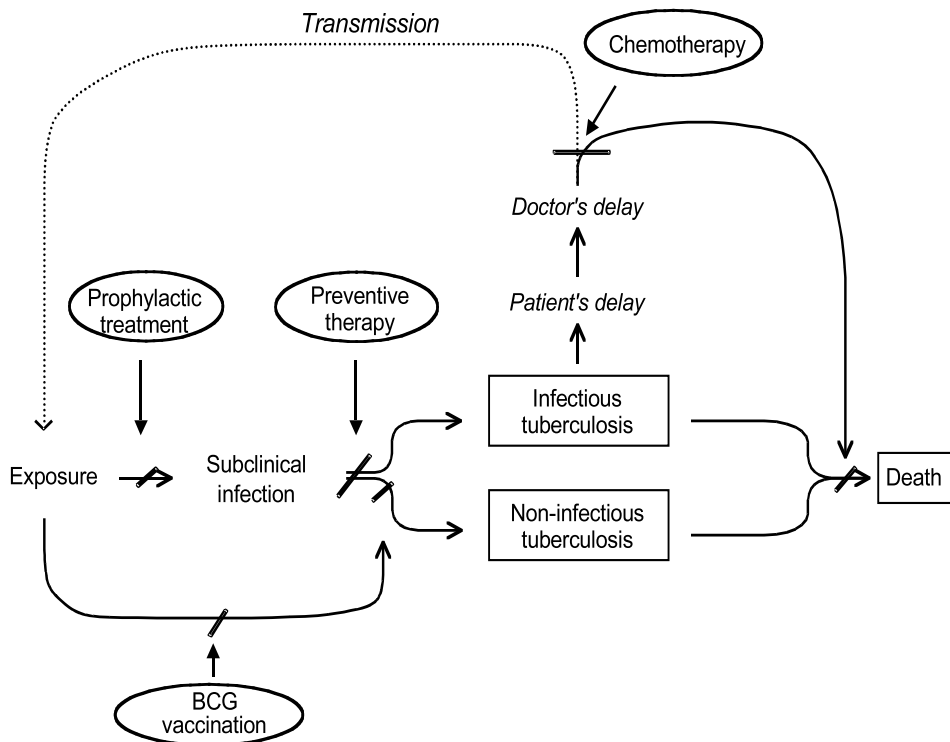 Transmission
Chemotherapy
Doctor's delay
Patient's delay
Prophylactic
treatment
Preventive
therapy
Infectious
tuberculosis
Exposure
Subclinical
infection
Death
Non-infectious
tuberculosis
BCG
vaccination